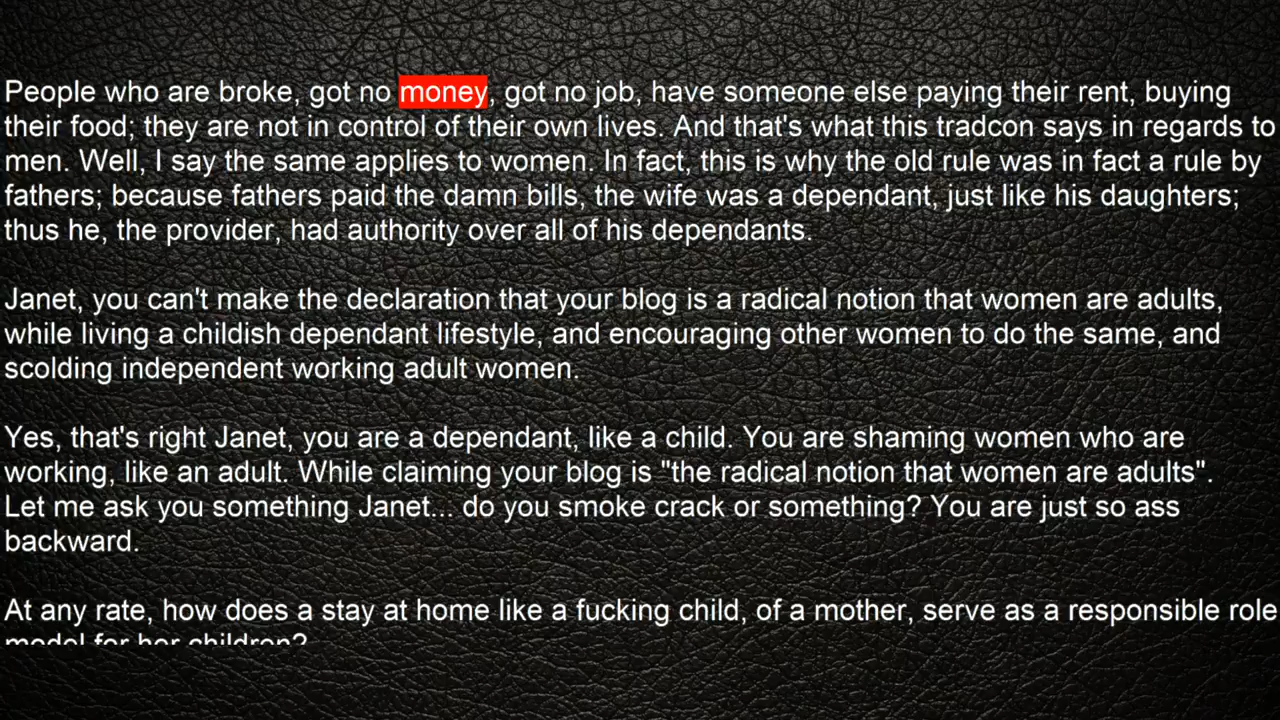 People who are broke, got no money, got no job, have someone else paying their rent, buying
their food; they are not in control of their own lives. And that's what this tradcon says in regards to
men. Well, I say the same applies to women. In fact, this is why the old rule was in fact a rule by
fathers; because fathers paid the damn bills, the wife was a dependant, just like his daughters;
thus he, the provider, had authority over all of his dependants.
Janet, you can't make the declaration that your blog is a radical notion that women are adults,
while living a childish dependant lifestyle, and encouraging other women to do the same, and
scolding independent working adult women.
Yes, that's right Janet, you are a dependant, like a child. You are shaming women who are
working, like an adult. While claiming your blog is "the radical notion that women are adults".
Let me ask you something Janet... do you smoke crack or something? You are just so ass
backward.
At any rate, how does a stay at home like a fucking child, of a mother, serve as a responsible role
model for her children?